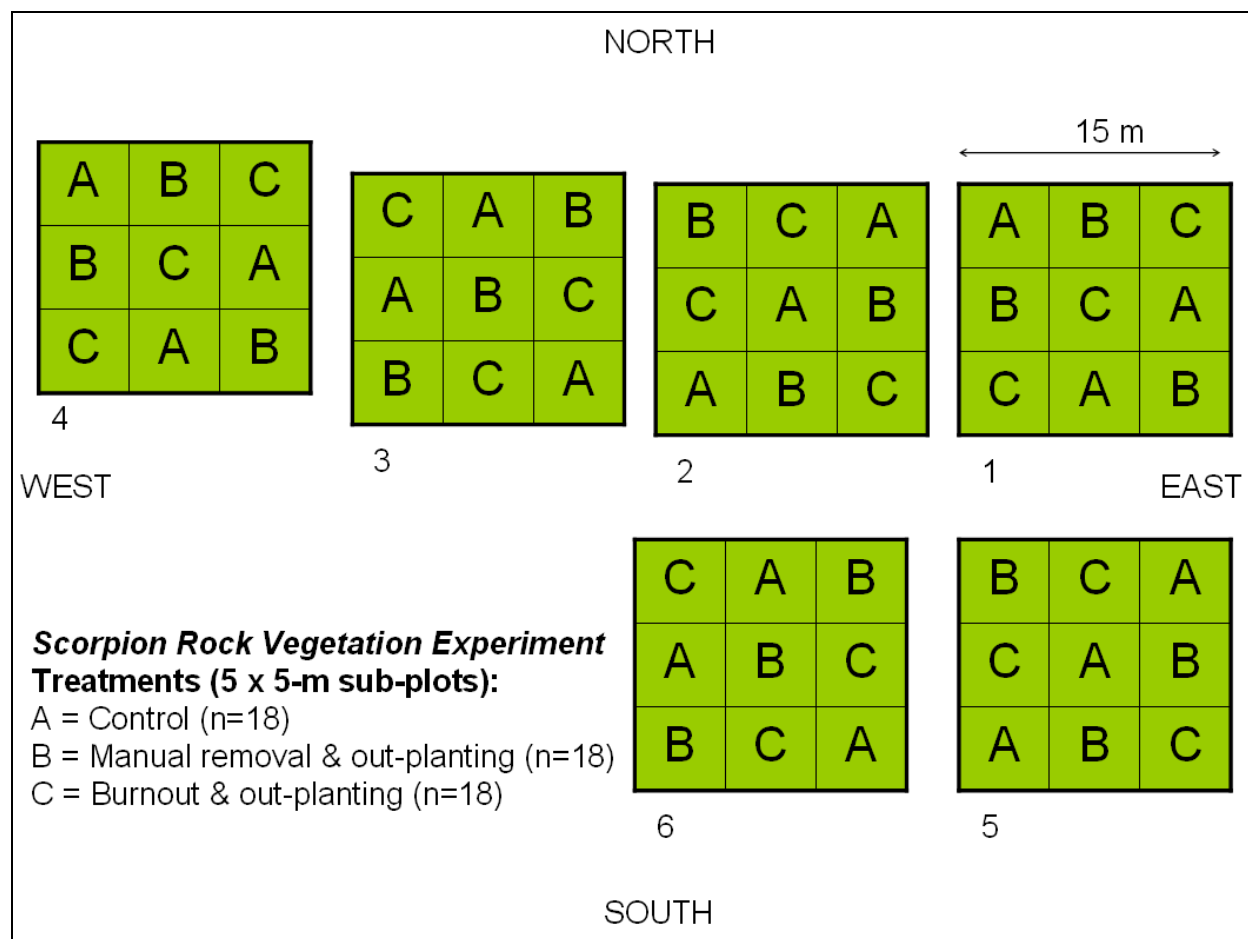 NORTH
15 m
A B C
B C A
C A B
4
C A B
A B C
B C A
3
B C A
C A B
A B C
2
A B C
B C A
C A B
1
WEST
EAST
C A B
A B C
B C A
6
B C A
C A B
A B C
5
Scorpion Rock Vegetation Experiment
Treatments (5 x 5-m sub-plots):
A = Control (n=18)
B = Manual removal & out-planting (n=18)
C = Burnout & out-planting (n=18)
SOUTH